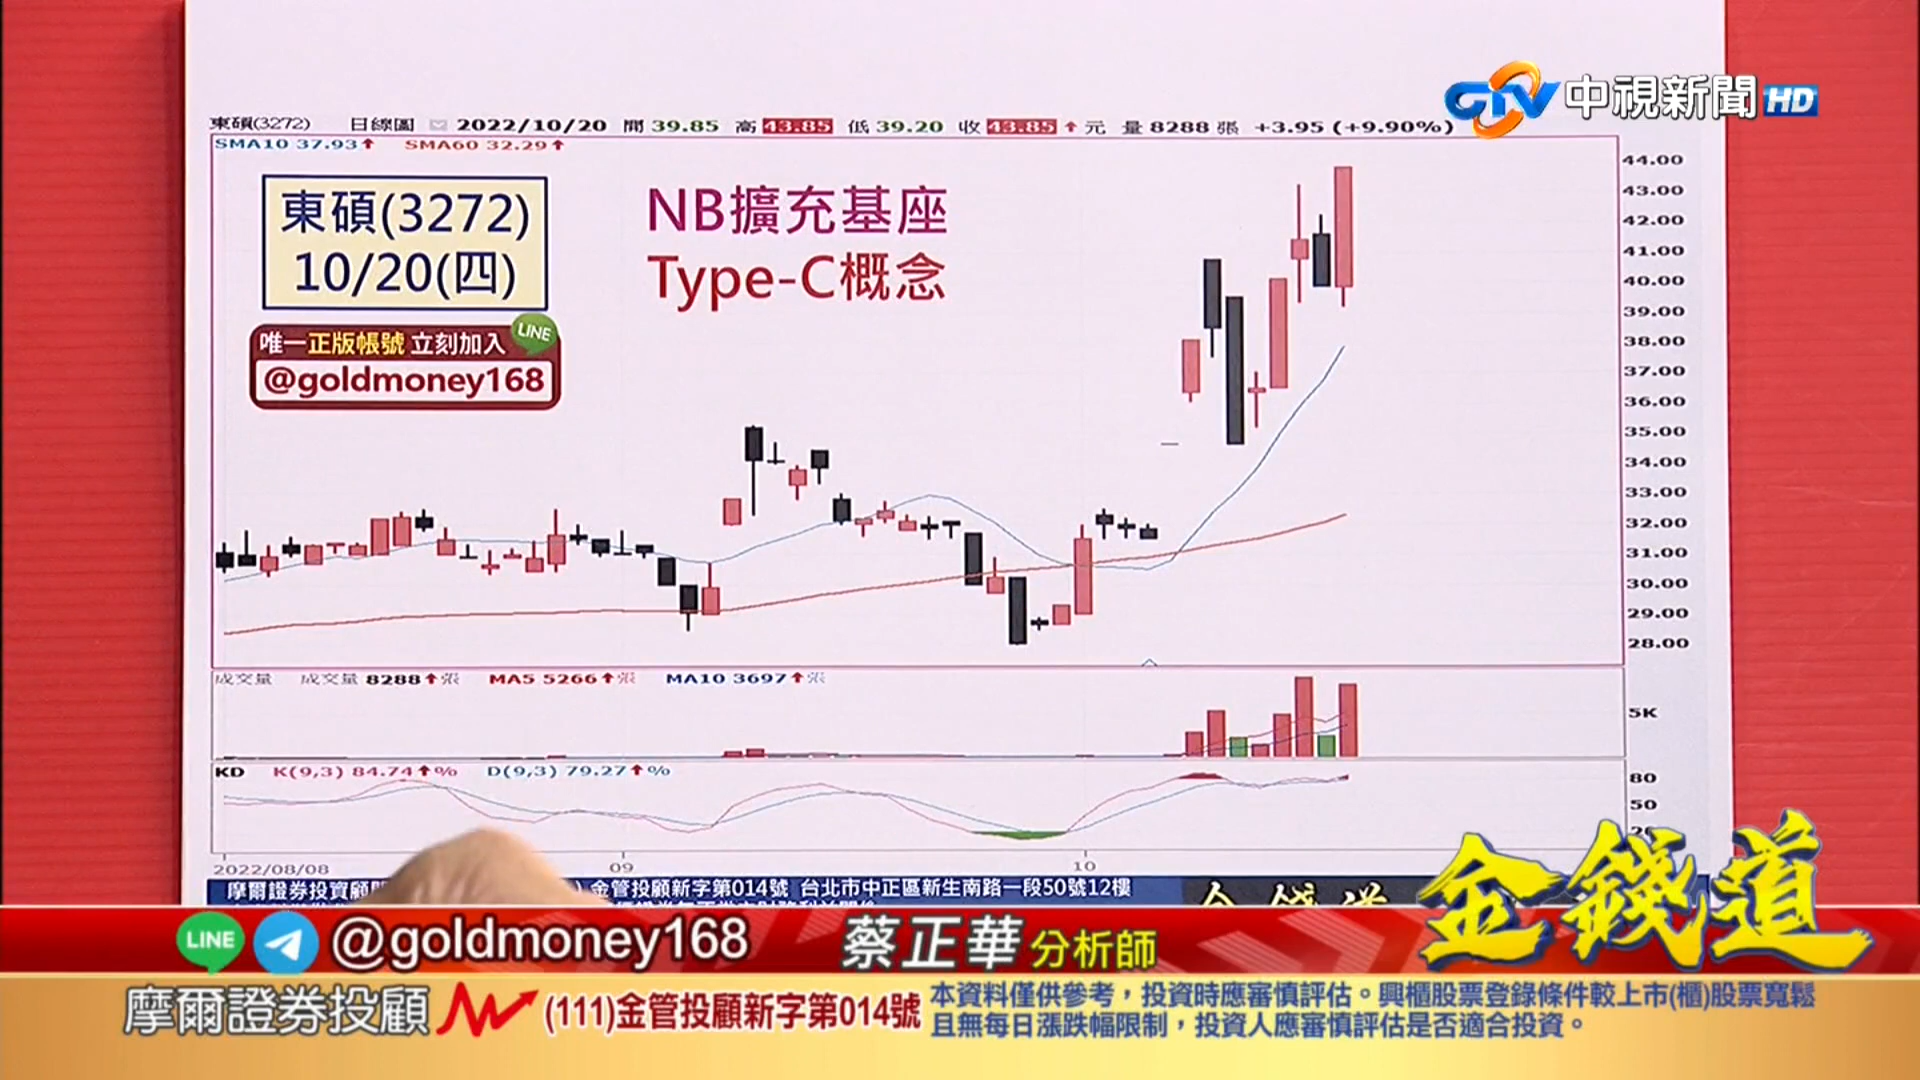 CTV 中視新聞 HD
東碩(3272) 日線圖 2022/10/20 開 39.85 高 43.85 低 39.20 收 43.85 ↑ 元 量 8288 張 +3.95 (+9.90%)
SMA10 37.93↑ SMA60 32.29↑
東碩(3272)
10/20(四)
NB擴充基座
Type-C概念
唯一正版帳號 立刻加入 LINE
@goldmoney168
44.00
43.00
42.00
41.00
40.00
39.00
38.00
37.00
36.00
35.00
34.00
33.00
32.00
31.00
30.00
29.00
28.00
成交量 成交量 8288↑張 MA5 5266↑張 MA10 3697↑張
5K
KD K(9,3) 84.74↑% D(9,3) 79.27↑%
80
50
2022/08/08 09 10
摩爾證券投資顧 金管投顧新字第014號 台北市中正區新生南路一段50號12樓
金錢道
LINE @goldmoney168 蔡正華 分析師
摩爾證券投顧 (111)金管投顧新字第014號
本資料僅供參考，投資時應審慎評估。興櫃股票登錄條件較上市(櫃)股票寬鬆
且無每日漲跌幅限制，投資人應審慎評估是否適合投資。